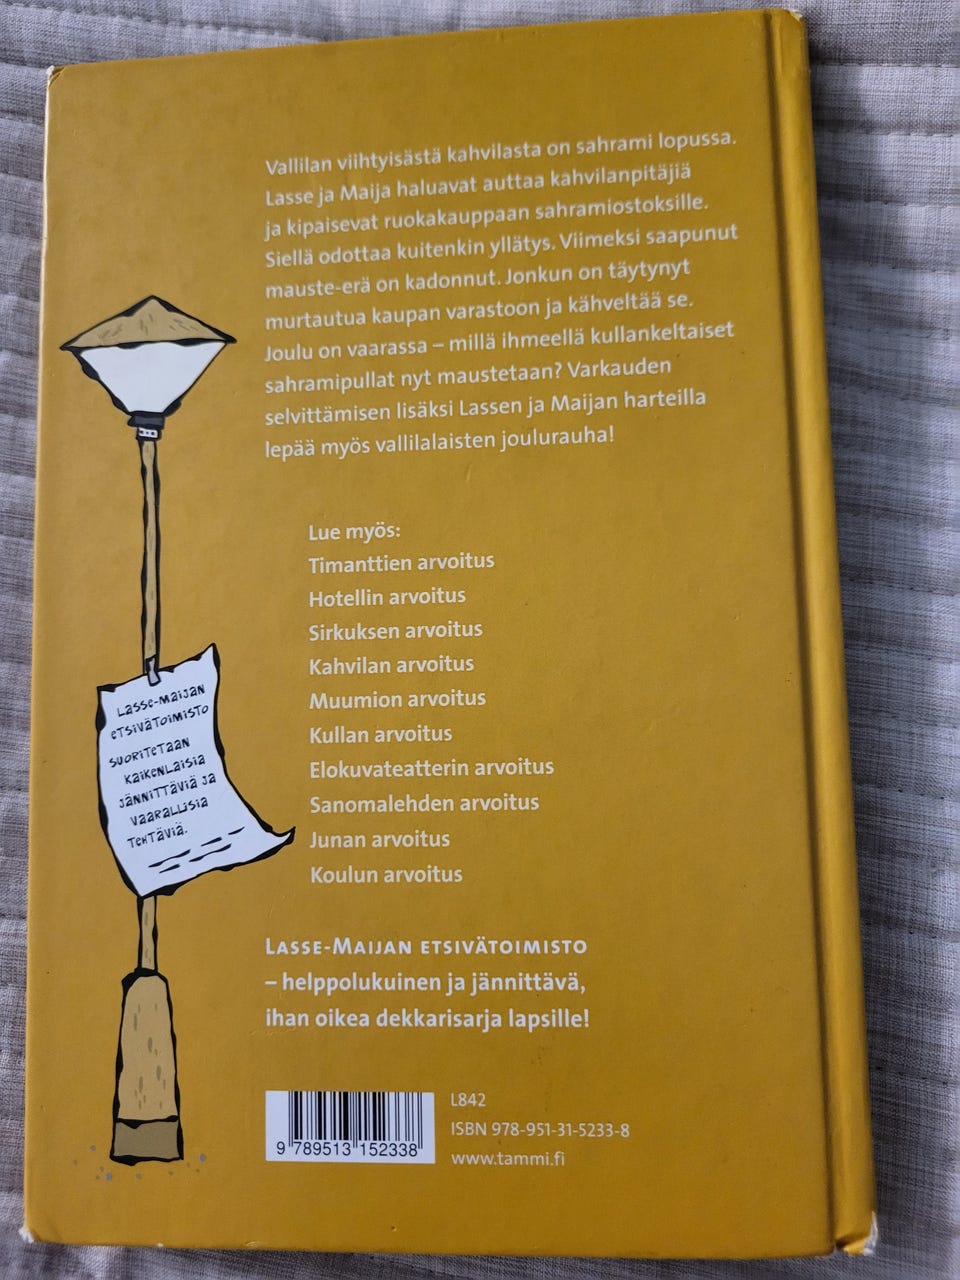 Vallilan viihtyisästä kahvilasta on sahrami lopussa.
Lasse ja Maija haluavat auttaa kahvilanpitäjiä
ja kipaisevat ruokakauppaan sahramiostoksille.
Siellä odottaa kuitenkin yllätys. Viimeksi saapunut
mauste-erä on kadonnut. Jonkun on täytynyt
murtautua kaupan varastoon ja kähveltää se.
Joulu on vaarassa – millä ihmeellä kullankeltaiset
sahramipullat nyt maustetaan? Varkauden
selvittämisen lisäksi Lassen ja Maijan harteilla
lepää myös vallilalaisten joulurauha!
Lue myös:
Timanttien arvoitus
Hotellin arvoitus
Sirkuksen arvoitus
Kahvilan arvoitus
Muumion arvoitus
Kullan arvoitus
Elokuvateatterin arvoitus
Sanomalehden arvoitus
Junan arvoitus
Koulun arvoitus
LASSE-MAIJAN
ETSIVÄTOIMISTO
SUORITETAAN
KAIKENLAISIA
JÄNNITTÄVIÄ JA
VAARALLISIA
TEHTÄVIÄ.
LASSE-MAIJAN ETSIVÄTOIMISTO
– helppolukuinen ja jännittävä,
ihan oikea dekkarisarja lapsille!
L842
ISBN 978-951-31-5233-8
www.tammi.fi
9 789513 152338